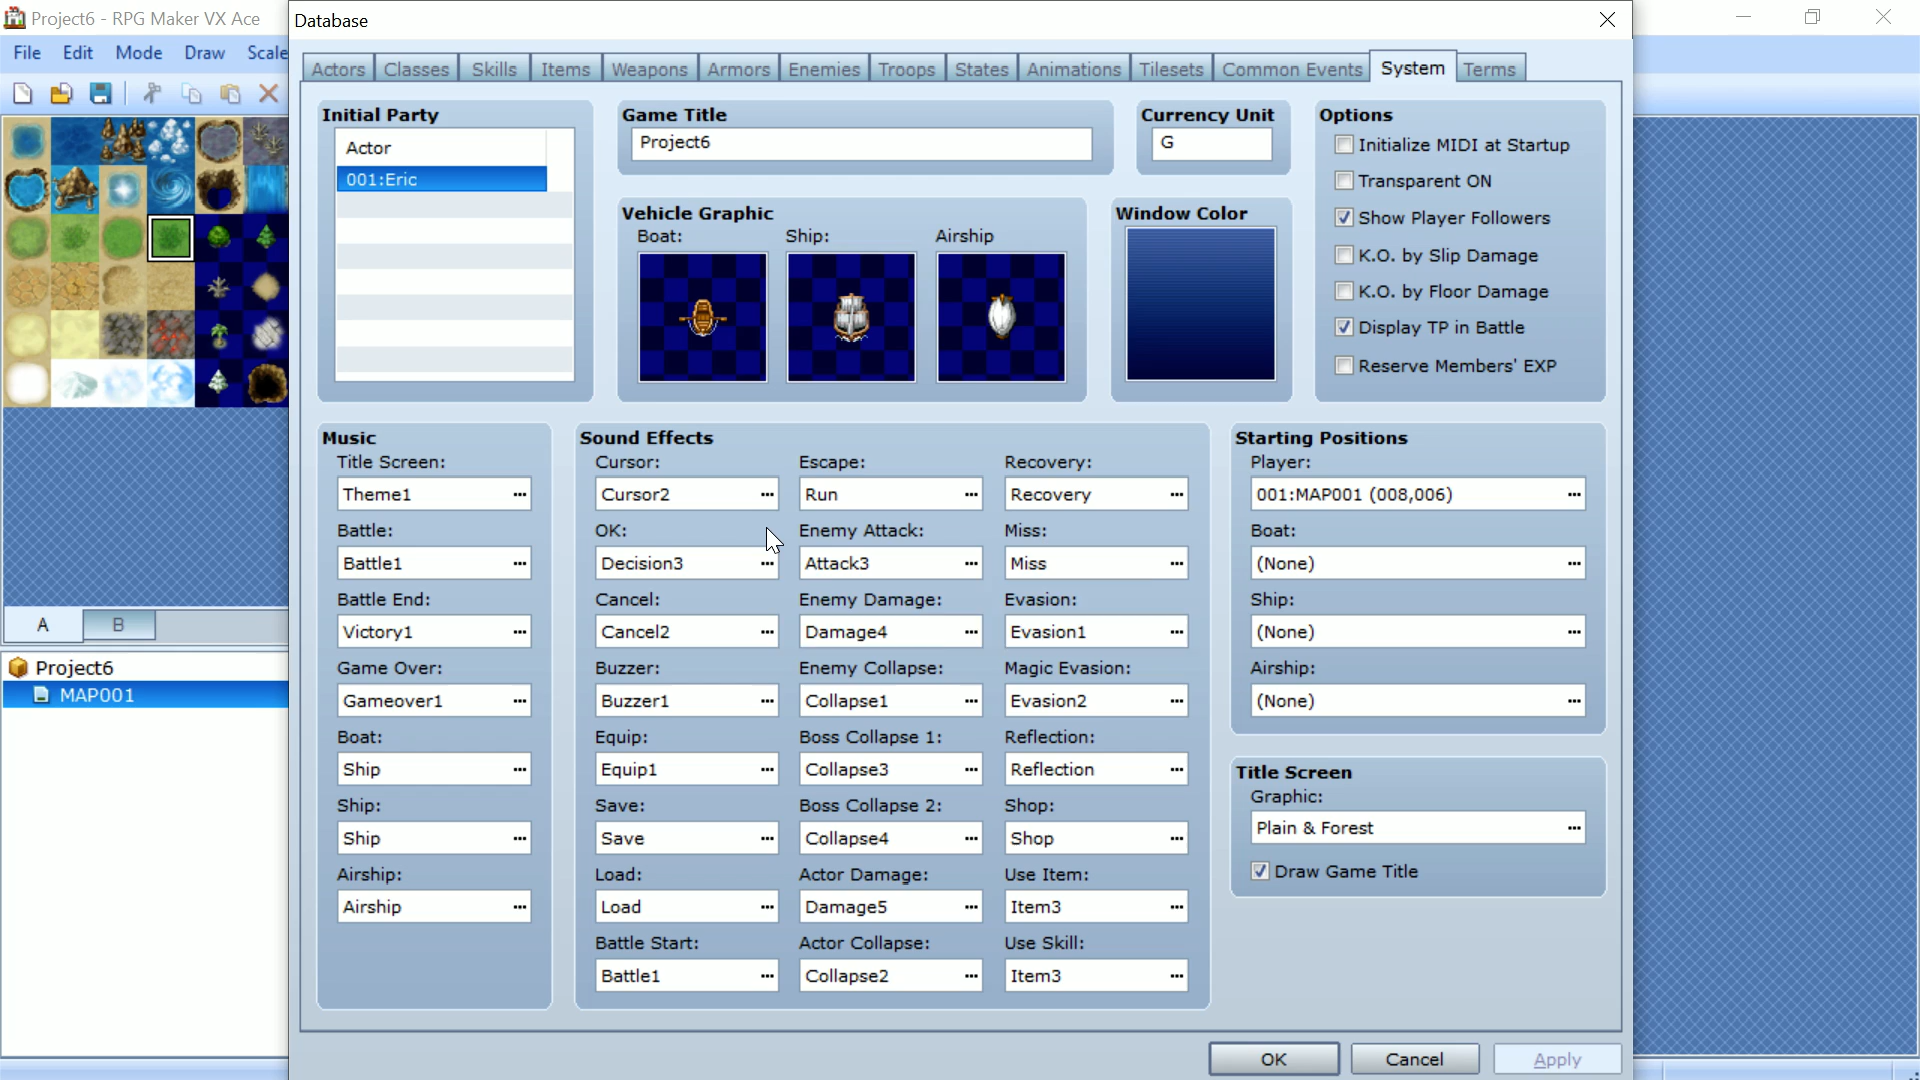 Project6 - RPG Maker VX Ace
File Edit Mode Draw Scale
A B
Project6
MAP001
Database
Actors Classes Skills Items Weapons Armors Enemies Troops States Animations Tilesets Common Events System Terms
Initial Party
Actor
001:Eric
Game Title
Project6
Currency Unit
G
Vehicle Graphic
Boat: Ship: Airship
Window Color
Options
Initialize MIDI at Startup
Transparent ON
Show Player Followers
K.O. by Slip Damage
K.O. by Floor Damage
Display TP in Battle
Reserve Members' EXP
Music
Title Screen:
Theme1 ...
Battle:
Battle1 ...
Battle End:
Victory1 ...
Game Over:
Gameover1 ...
Boat:
Ship ...
Ship:
Ship ...
Airship:
Airship ...
Sound Effects
Cursor: Escape: Recovery:
Cursor2 ... Run ... Recovery ...
OK: Enemy Attack: Miss:
Decision3 ... Attack3 ... Miss ...
Cancel: Enemy Damage: Evasion:
Cancel2 ... Damage4 ... Evasion1 ...
Buzzer: Enemy Collapse: Magic Evasion:
Buzzer1 ... Collapse1 ... Evasion2 ...
Equip: Boss Collapse 1: Reflection:
Equip1 ... Collapse3 ... Reflection ...
Save: Boss Collapse 2: Shop:
Save ... Collapse4 ... Shop ...
Load: Actor Damage: Use Item:
Load ... Damage5 ... Item3 ...
Battle Start: Actor Collapse: Use Skill:
Battle1 ... Collapse2 ... Item3 ...
Starting Positions
Player:
001:MAP001 (008,006) ...
Boat:
(None) ...
Ship:
(None) ...
Airship:
(None) ...
Title Screen
Graphic:
Plain & Forest ...
Draw Game Title
OK Cancel Apply